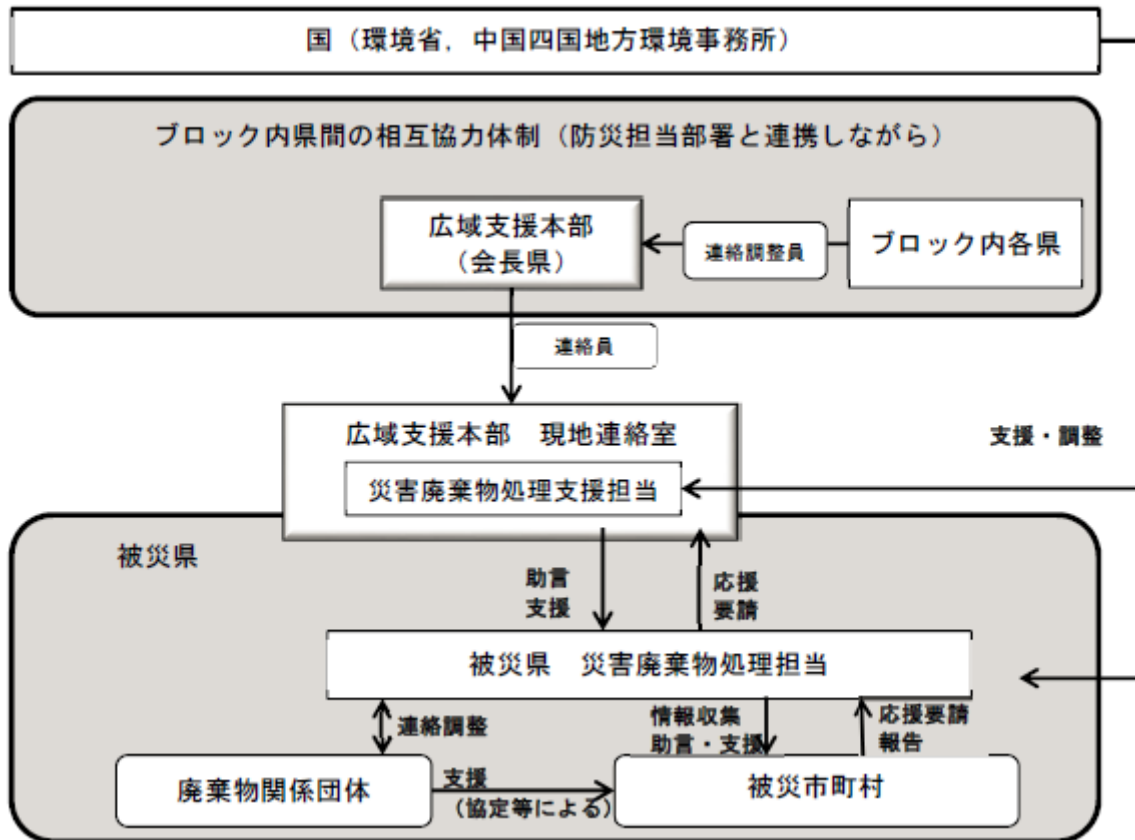 国（環境省，中国四国地方環境事務所）
ブロック内県間の相互協力体制（防災担当部署と連携しながら）
広域支援本部
（会長県）
連絡調整員
ブロック内各県
連絡員
広域支援本部　現地連絡室
災害廃棄物処理支援担当
支援・調整
被災県
助言
支援
応援
要請
被災県　災害廃棄物処理担当
連絡調整
情報収集
助言・支援
応援要請
報告
廃棄物関係団体
支援
（協定等による）
被災市町村